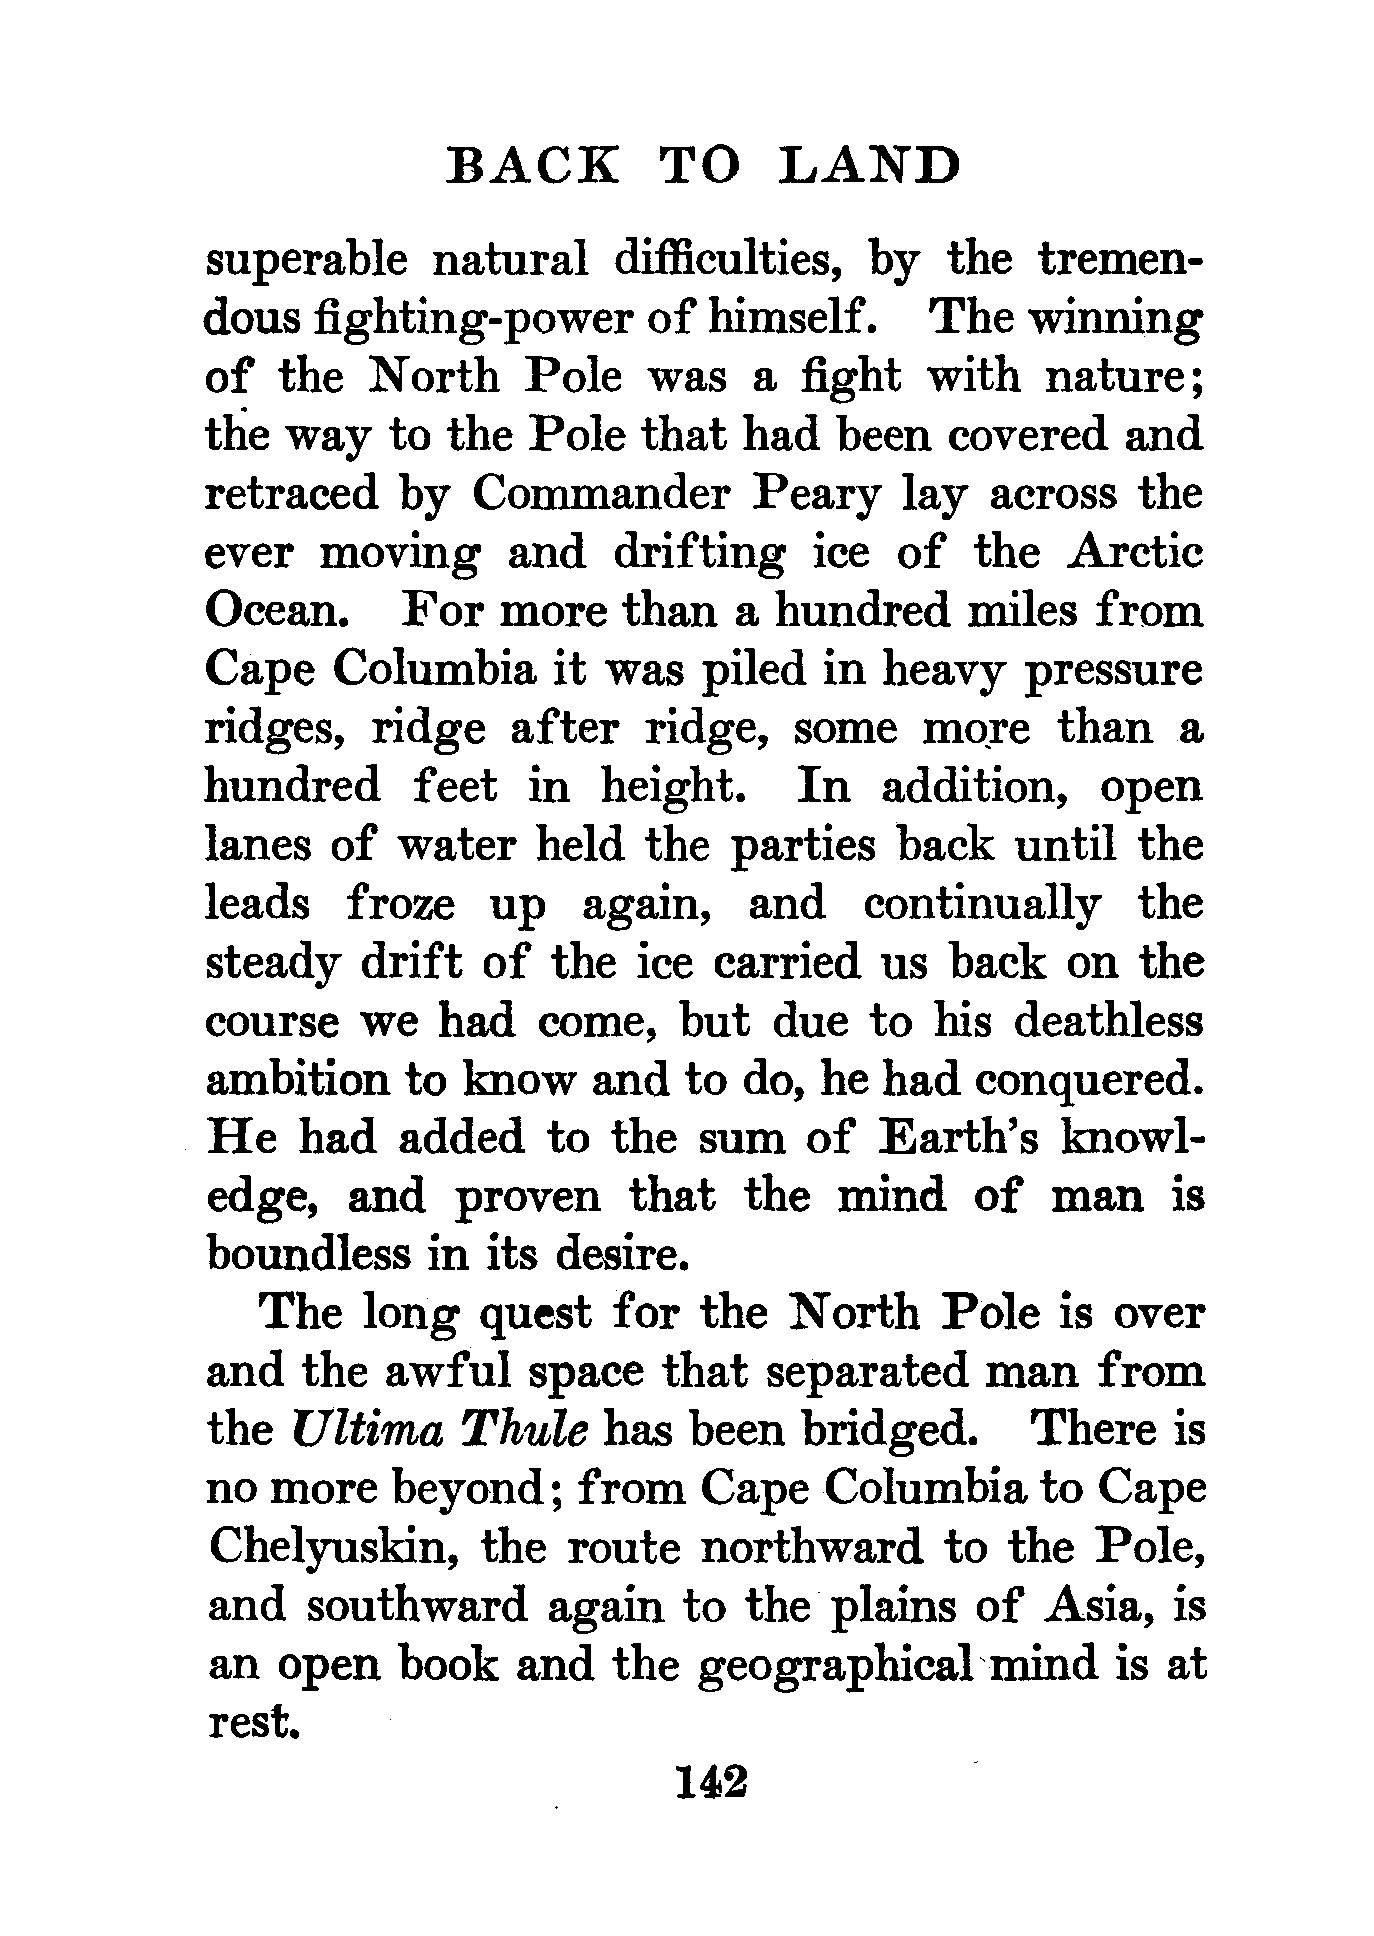 BACK TO LAND
superable natural difficulties, by the tremen-
dous fighting-power of himself. The winning
of the North Pole was a fight with nature;
the way to the Pole that had been covered and
retraced by Commander Peary lay across the
ever moving and drifting ice of the Arctic
Ocean. For more than a hundred miles from
Cape Columbia it was piled in heavy pressure
ridges, ridge after ridge, some more than a
hundred feet in height. In addition, open
lanes of water held the parties back until the
leads froze up again, and continually the
steady drift of the ice carried us back on the
course we had come, but due to his deathless
ambition to know and to do, he had conquered.
He had added to the sum of Earth's knowl-
edge, and proven that the mind of man is
boundless in its desire.
The long quest for the North Pole is over
and the awful space that separated man from
the Ultima Thule has been bridged. There is
no more beyond; from Cape Columbia to Cape
Chelyuskin, the route northward to the Pole,
and southward again to the plains of Asia, is
an open book and the geographical mind is at
rest.
142